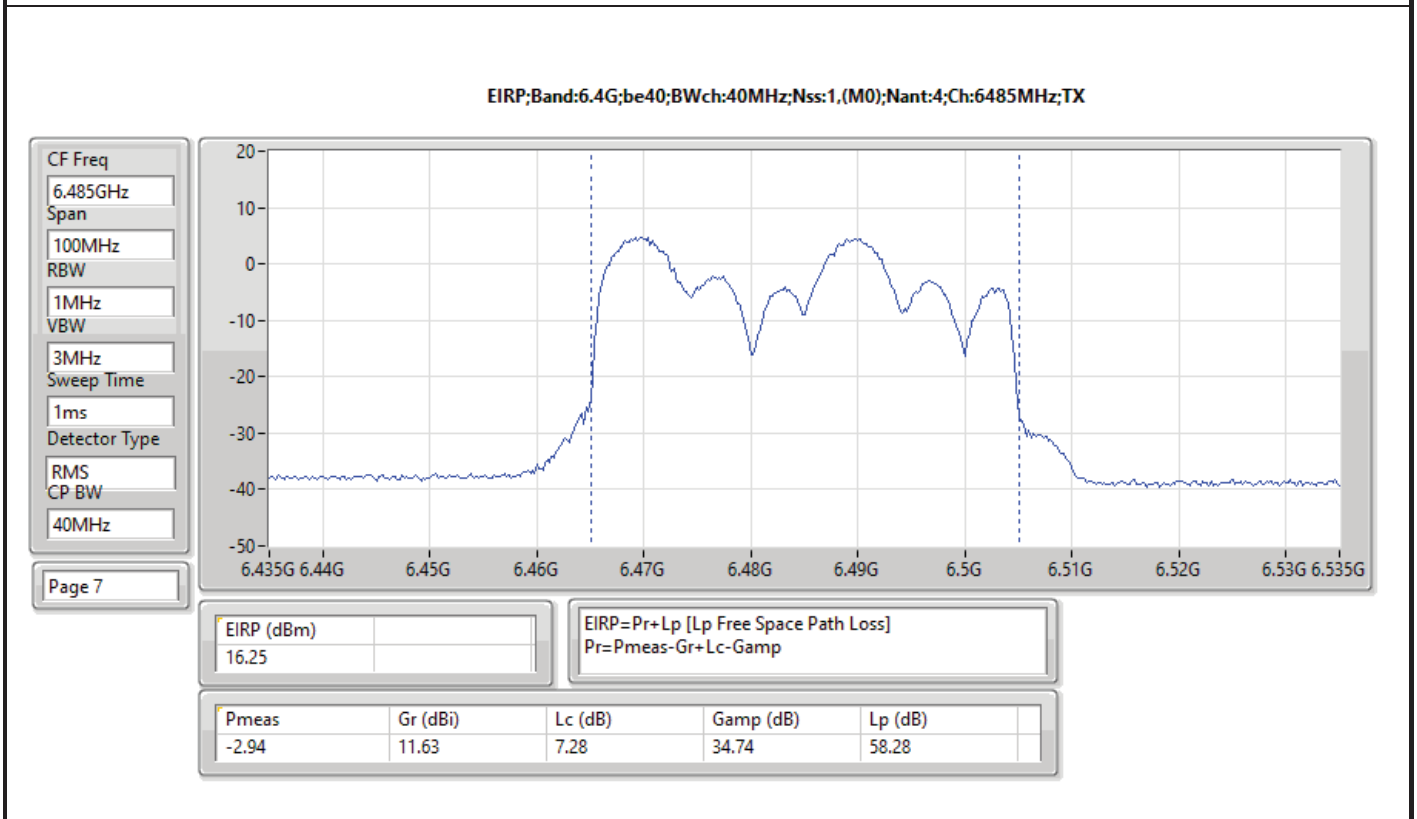 EIRP;Band:6.4G;be40;BWch:40MHz;Nss:1,(M0);Nant:4;Ch:6485MHz;TX
CF Freq
6.485GHz
Span
100MHz
RBW
1MHz
VBW
3MHz
Sweep Time
1ms
Detector Type
RMS
CP BW
40MHz
Page 7
20
10
0
-10
-20
-30
-40
-50
6.435G 6.44G 6.45G 6.46G 6.47G 6.48G 6.49G 6.5G 6.51G 6.52G 6.53G 6.535G
EIRP (dBm)
16.25
EIRP=Pr+Lp [Lp Free Space Path Loss]
Pr=Pmeas-Gr+Lc-Gamp
Pmeas Gr (dBi) Lc (dB) Gamp (dB) Lp (dB)
-2.94 11.63 7.28 34.74 58.28